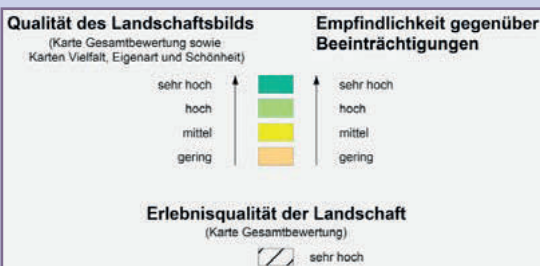 Qualität des Landschaftsbilds
(Karte Gesamtbewertung sowie
Karten Vielfalt, Eigenart und Schönheit)
Empfindlichkeit gegenüber
Beeinträchtigungen
sehr hoch
hoch
mittel
gering
sehr hoch
hoch
mittel
gering
Erlebnisqualität der Landschaft
(Karte Gesamtbewertung)
sehr hoch